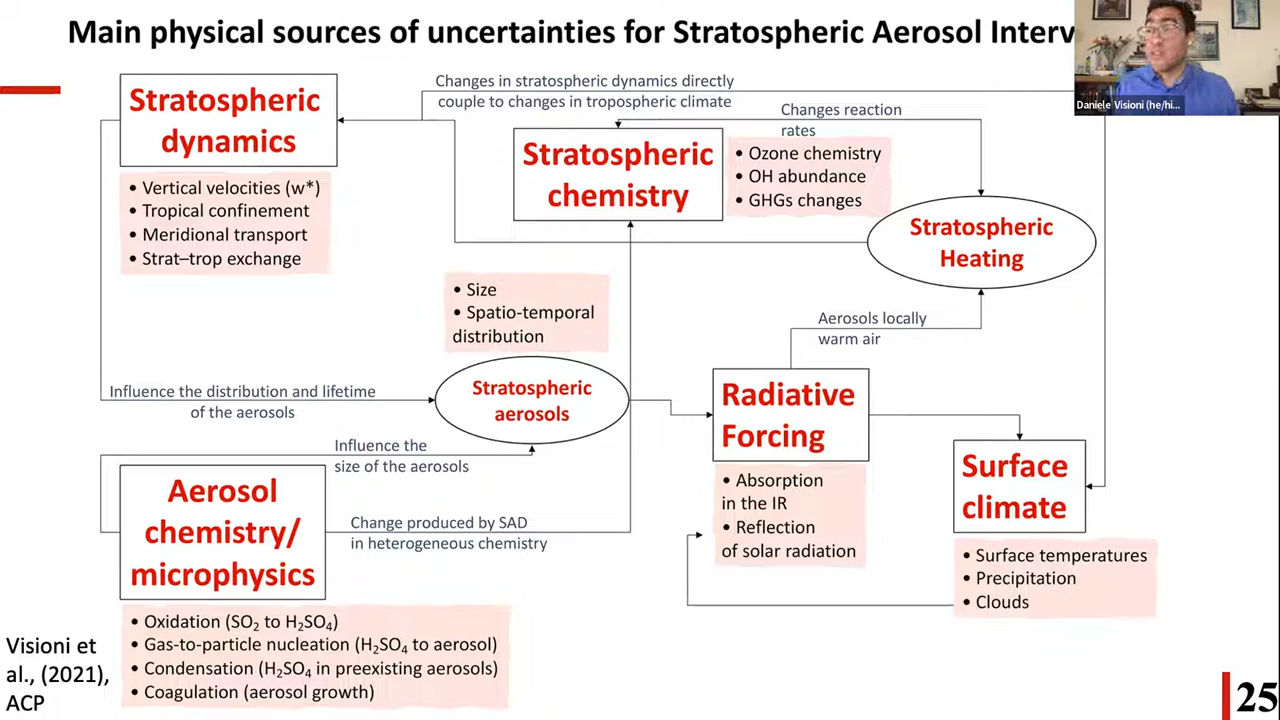 Main physical sources of uncertainties for Stratospheric Aerosol
Daniele Visioni (he/hi...
Changes in stratospheric dynamics directly
couple to changes in tropospheric climate
Stratospheric
dynamics
• Vertical velocities (w*)
• Tropical confinement
• Meridional transport
• Strat–trop exchange
Stratospheric
chemistry
Changes reaction
rates
• Ozone chemistry
• OH abundance
• GHGs changes
Stratospheric
Heating
• Size
• Spatio-temporal
distribution
Aerosols locally
warm air
Influence the distribution and lifetime
of the aerosols
Stratospheric
aerosols
Radiative
Forcing
• Absorption
in the IR
• Reflection
of solar radiation
Influence the
size of the aerosols
Surface
climate
• Surface temperatures
• Precipitation
• Clouds
Aerosol
chemistry/
microphysics
Change produced by SAD
in heterogeneous chemistry
• Oxidation (SO₂ to H₂SO₄)
• Gas-to-particle nucleation (H₂SO₄ to aerosol)
• Condensation (H₂SO₄ in preexisting aerosols)
• Coagulation (aerosol growth)
Visioni et
al., (2021),
ACP
25